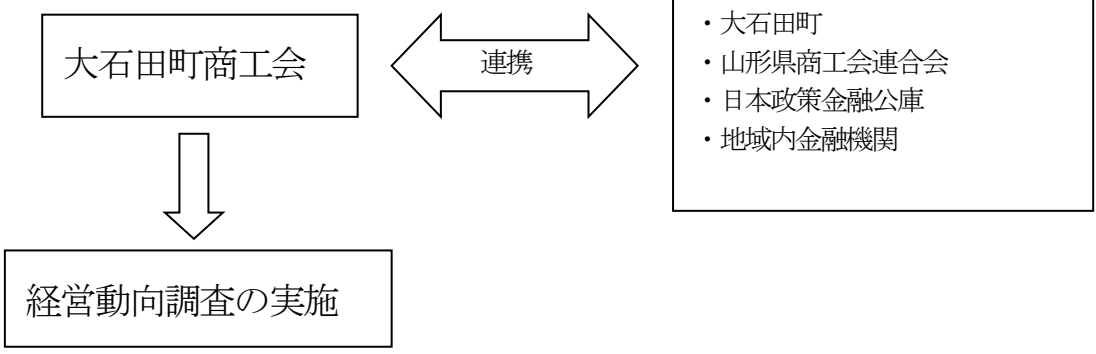 大石田町商工会
連携
・大石田町
・山形県商工会連合会
・日本政策金融公庫
・地域内金融機関
経営動向調査の実施